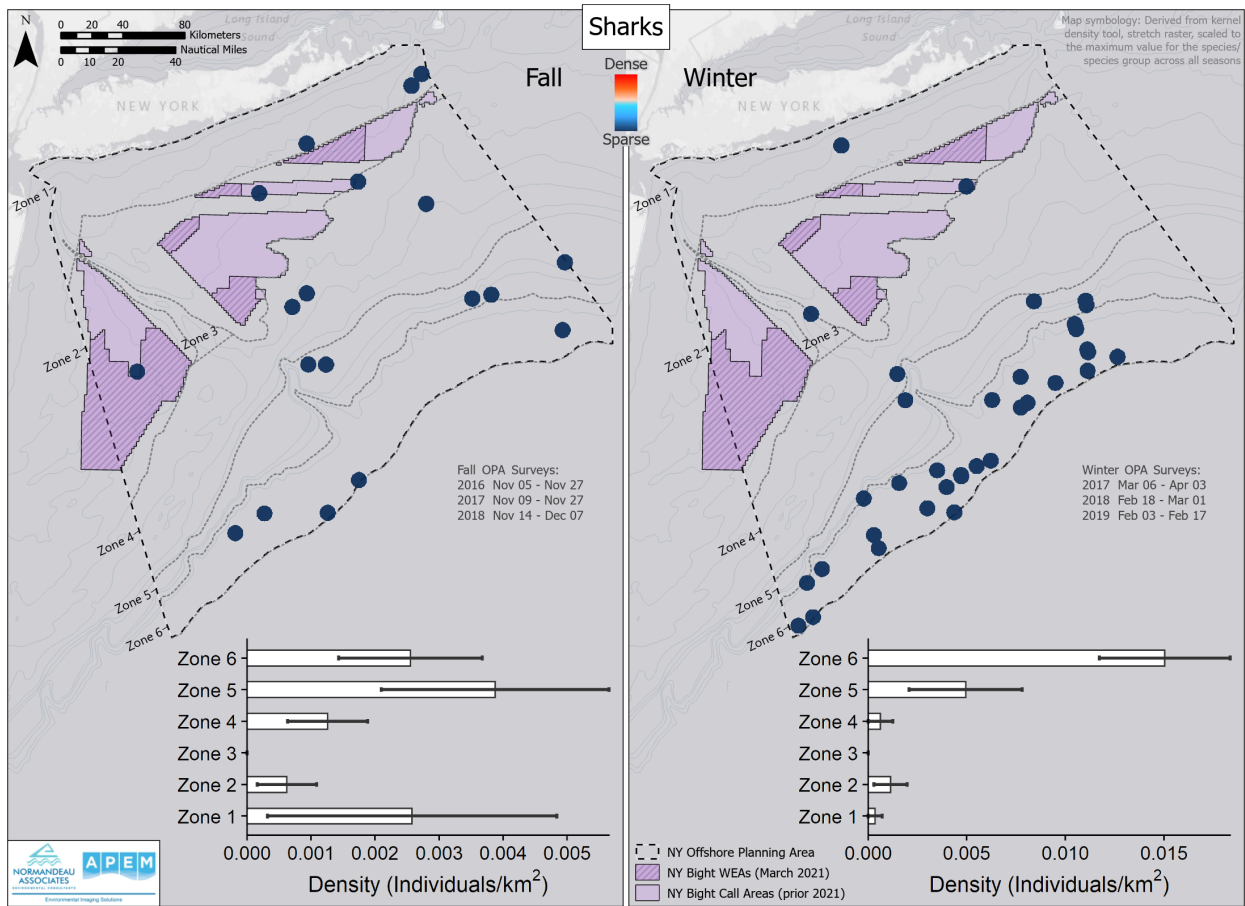 Sharks
Dense
Sparse
Fall
N
0 20 40 80
Kilometers
Nautical Miles
0 10 20 40
Long Island
Sound
NEW YORK
Zone 1
Zone 2
Zone 3
Zone 4
Zone 5
Zone 6
Fall OPA Surveys:
2016 Nov 05 - Nov 27
2017 Nov 09 - Nov 27
2018 Nov 14 - Dec 07
Zone 6
Zone 5
Zone 4
Zone 3
Zone 2
Zone 1
0.000 0.001 0.002 0.003 0.004 0.005
Density (Individuals/km²)
NORMANDEAU
ASSOCIATES
ENVIRONMENTAL CONSULTANTS
APEM
Environmental Imaging Solutions
Winter
Map symbology: Derived from kernel
density tool, stretch raster, scaled to
the maximum value for the species/
species group across all seasons
Long Island
Sound
NEW YORK
Zone 1
Zone 2
Zone 3
Zone 4
Zone 5
Zone 6
Winter OPA Surveys:
2017 Mar 06 - Apr 03
2018 Feb 18 - Mar 01
2019 Feb 03 - Feb 17
Zone 6
Zone 5
Zone 4
Zone 3
Zone 2
Zone 1
0.000 0.005 0.010 0.015
Density (Individuals/km²)
NY Offshore Planning Area
NY Bight WEAs (March 2021)
NY Bight Call Areas (prior 2021)